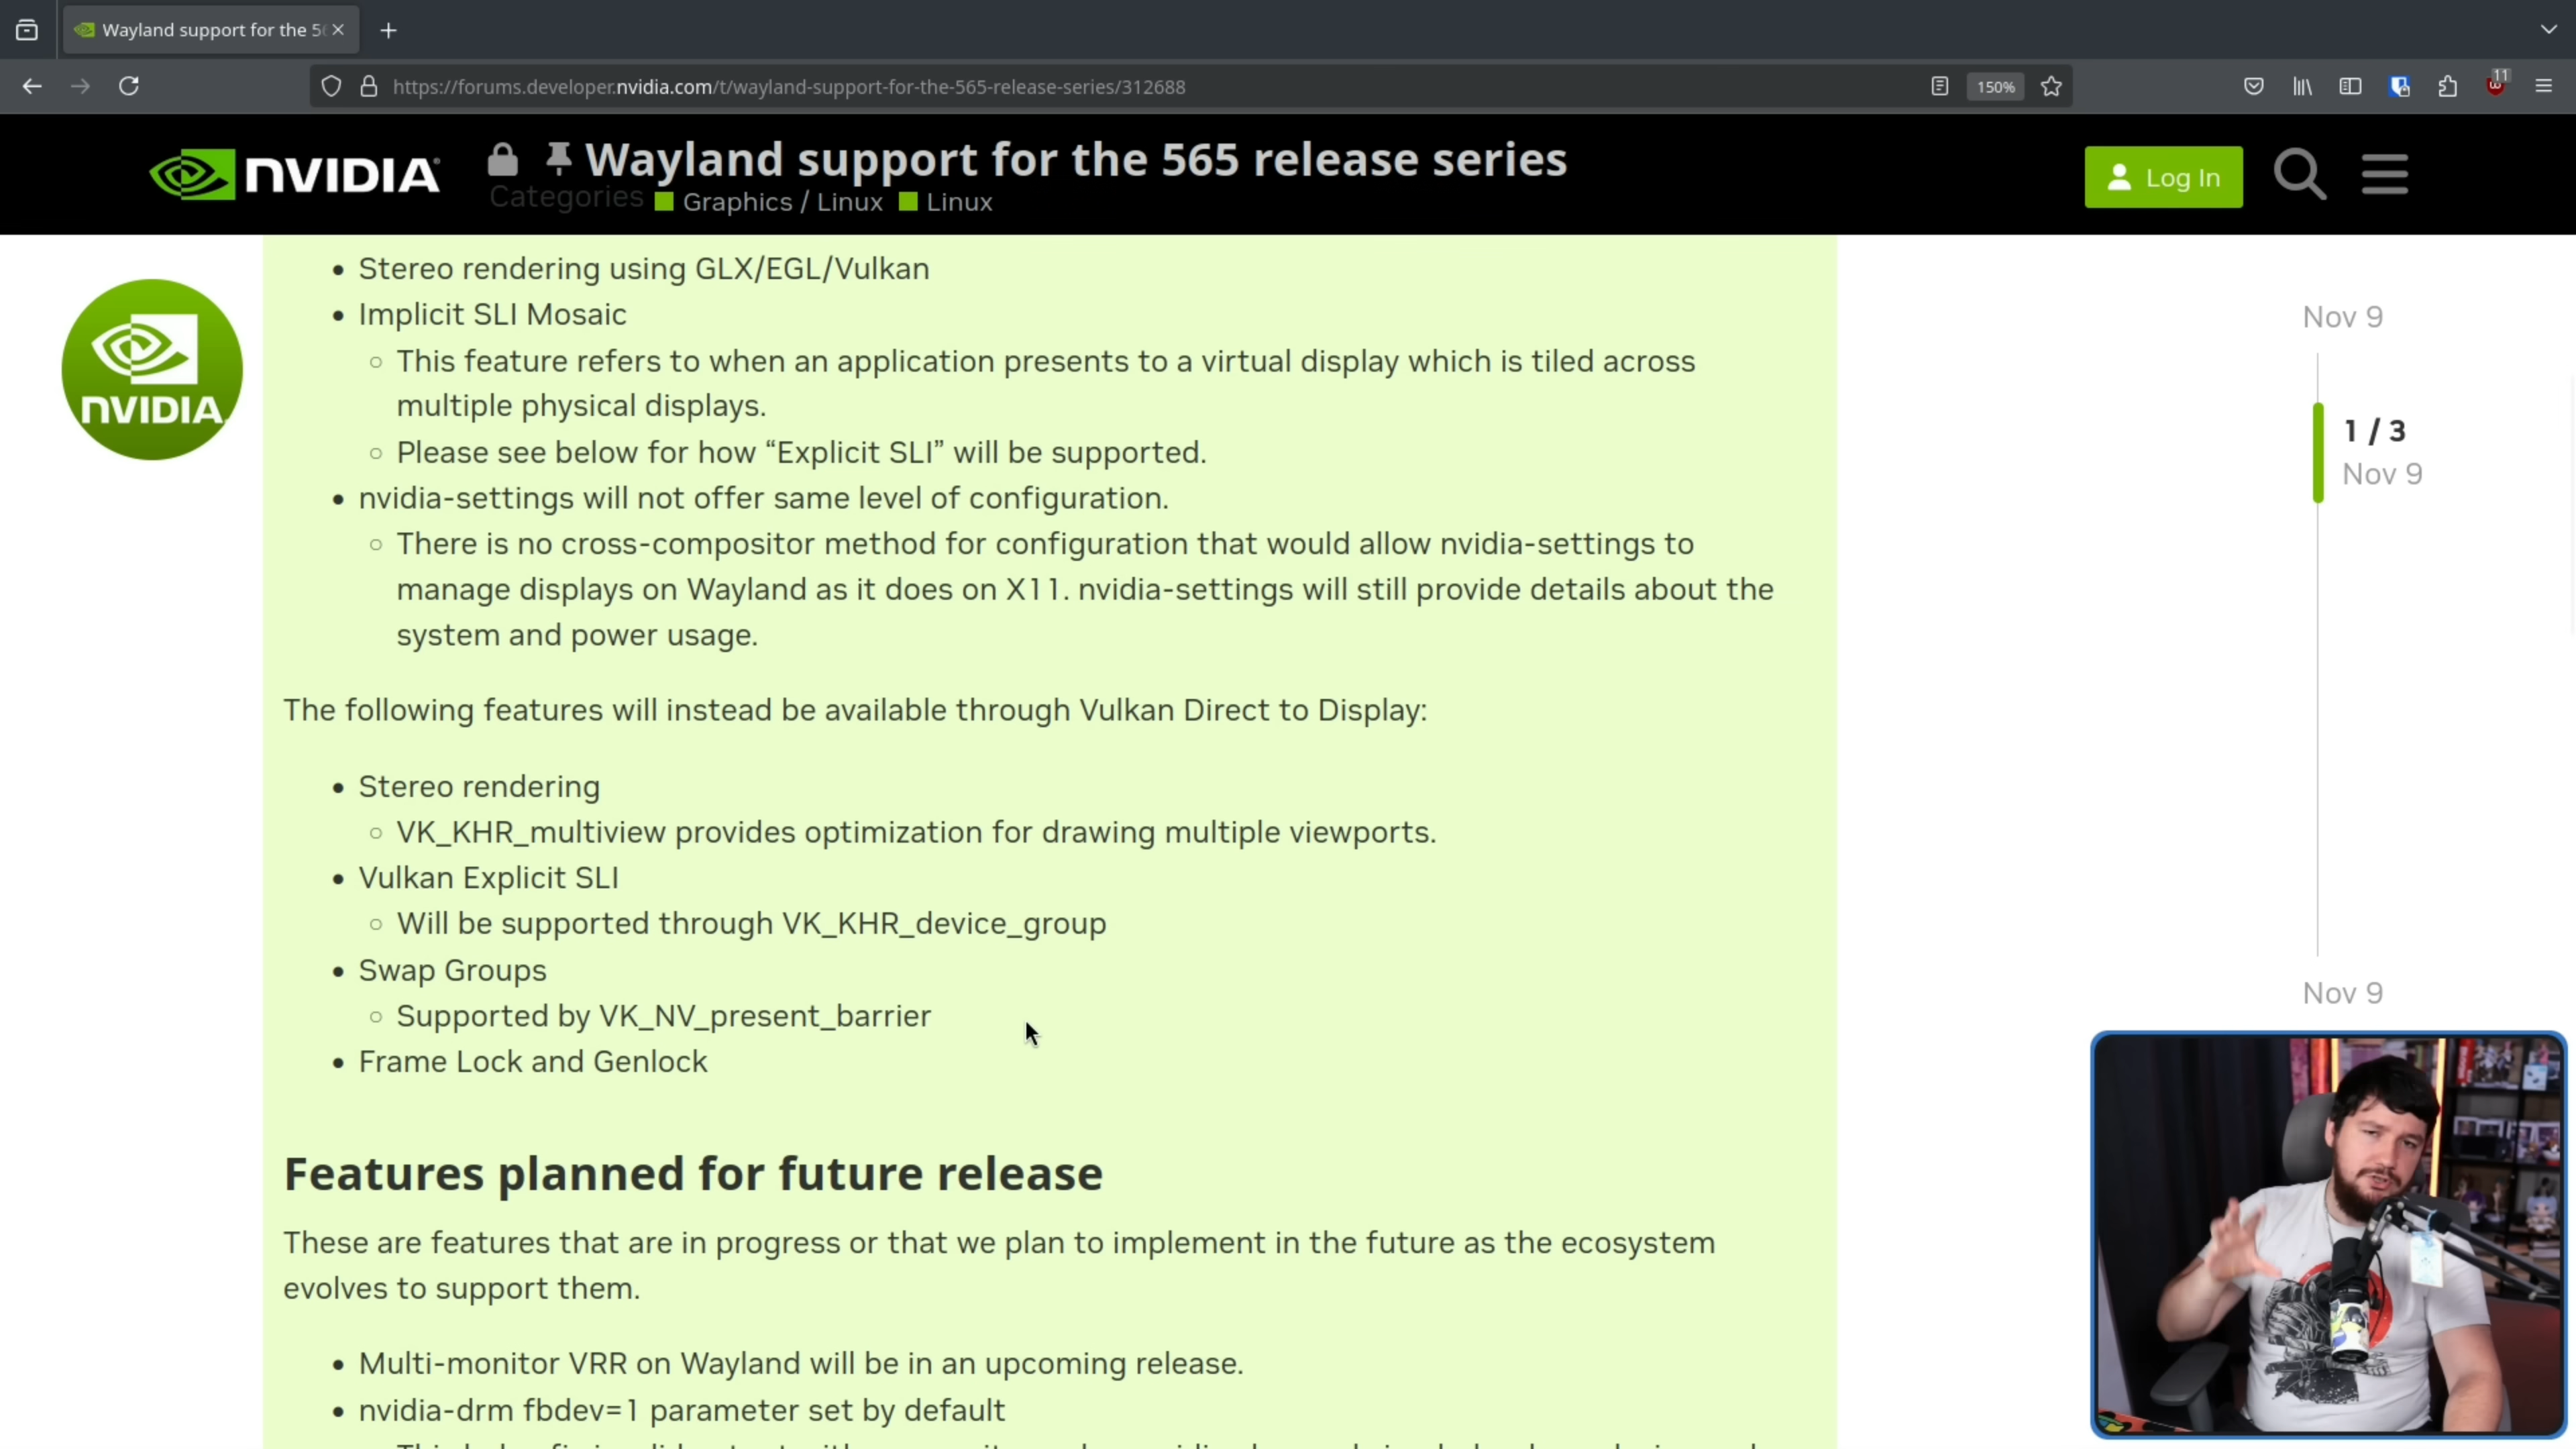 Wayland support for the 5
https://forums.developer.nvidia.com/t/wayland-support-for-the-565-release-series/312688
150%
11
NVIDIA
Wayland support for the 565 release series
Categories Graphics / Linux Linux
Log In
NVIDIA
• Stereo rendering using GLX/EGL/Vulkan
• Implicit SLI Mosaic
○ This feature refers to when an application presents to a virtual display which is tiled across
multiple physical displays.
○ Please see below for how “Explicit SLI” will be supported.
• nvidia-settings will not offer same level of configuration.
○ There is no cross-compositor method for configuration that would allow nvidia-settings to
manage displays on Wayland as it does on X11. nvidia-settings will still provide details about the
system and power usage.
The following features will instead be available through Vulkan Direct to Display:
• Stereo rendering
○ VK_KHR_multiview provides optimization for drawing multiple viewports.
• Vulkan Explicit SLI
○ Will be supported through VK_KHR_device_group
• Swap Groups
○ Supported by VK_NV_present_barrier
• Frame Lock and Genlock
Features planned for future release
These are features that are in progress or that we plan to implement in the future as the ecosystem
evolves to support them.
• Multi-monitor VRR on Wayland will be in an upcoming release.
• nvidia-drm fbdev=1 parameter set by default
Nov 9
1 / 3
Nov 9
Nov 9